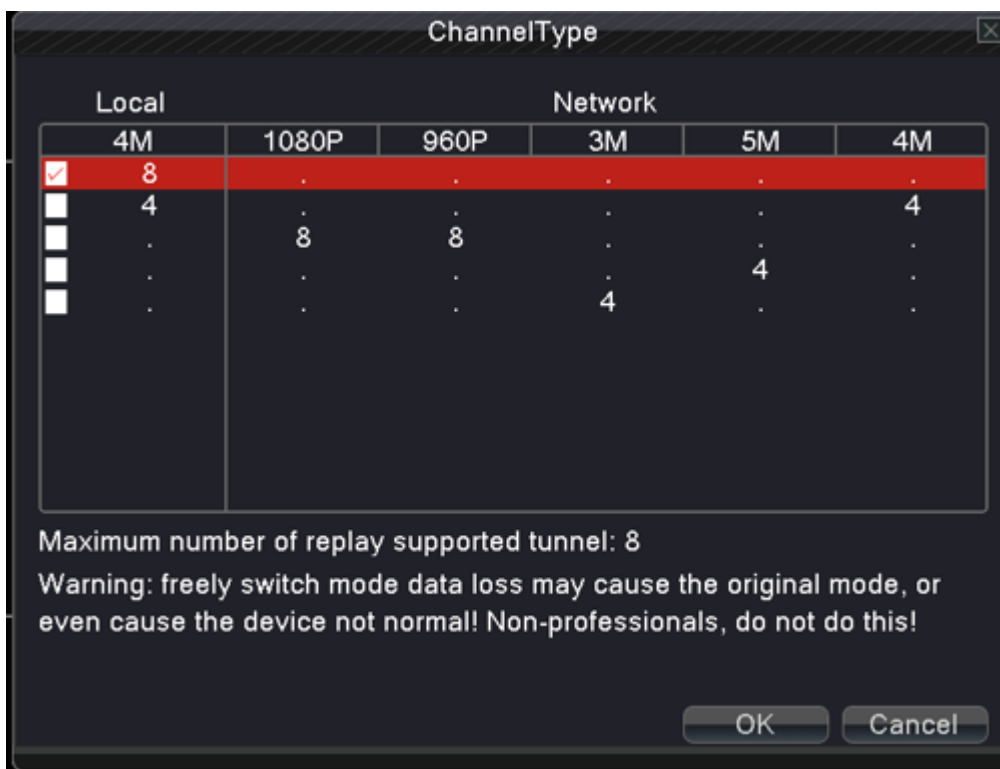 ChannelType
Local Network
4M 1080P 960P 3M 5M 4M
8 . . . . .
4 . . . . 4
. 8 8 . . .
. . . . 4 .
. . . 4 . .
Maximum number of replay supported tunnel: 8
Warning: freely switch mode data loss may cause the original mode, or
even cause the device not normal! Non-professionals, do not do this!
OK Cancel